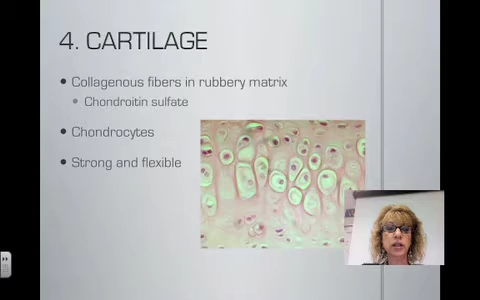 4. CARTILAGE
Collagenous fibers in rubbery matrix
Chondroitin sulfate
Chondrocytes
Strong and flexible